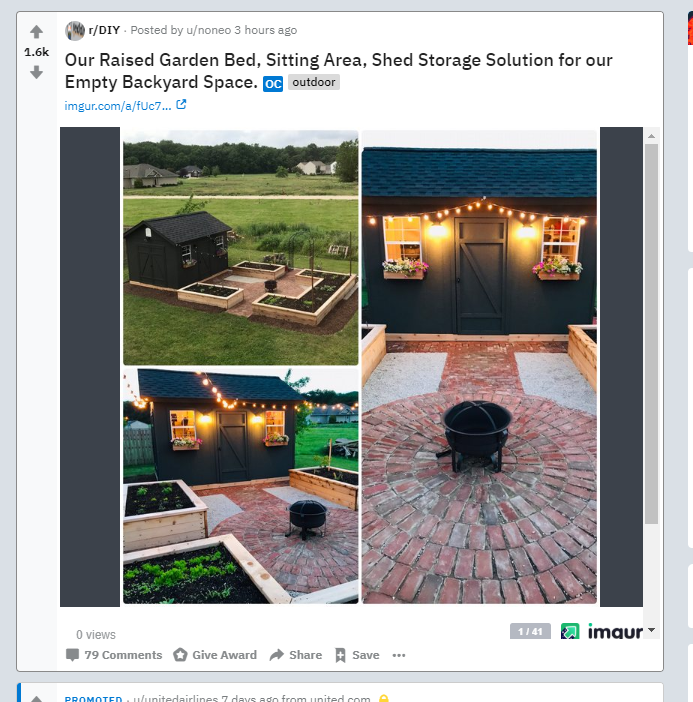 r/DIY · Posted by u/noneo 3 hours ago
1.6k
Our Raised Garden Bed, Sitting Area, Shed Storage Solution for our
Empty Backyard Space. OC outdoor
imgur.com/a/fUc7...
0 views
1 / 41 imgur
79 Comments Give Award Share Save ...
PROMOTED · u/unitedairlines 7 days ago from united.com